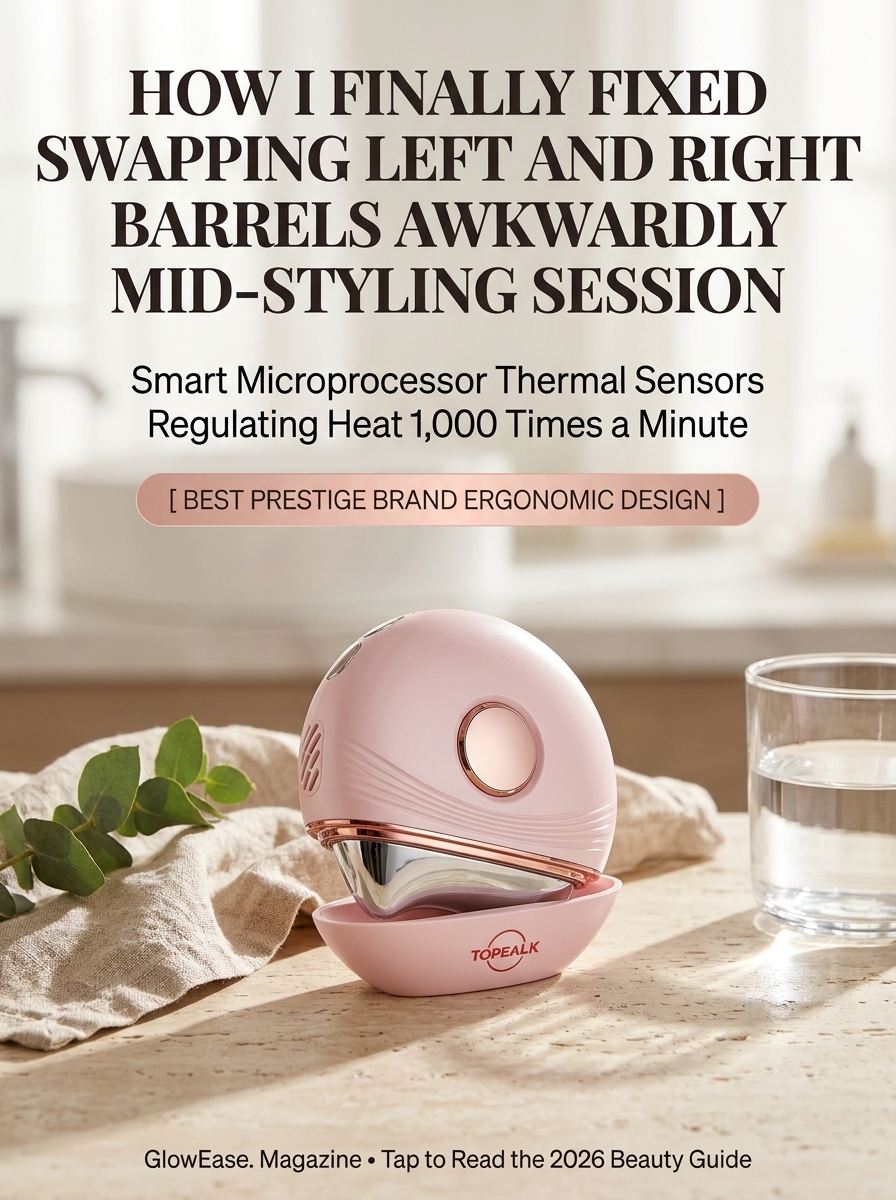 HOW I FINALLY FIXED
SWAPPING LEFT AND RIGHT
BARRELS AWKWARDLY
MID-STYLING SESSION
Smart Microprocessor Thermal Sensors
Regulating Heat 1,000 Times a Minute
[ BEST PRESTIGE BRAND ERGONOMIC DESIGN ]
TOPEALK
GlowEase. Magazine • Tap to Read the 2026 Beauty Guide